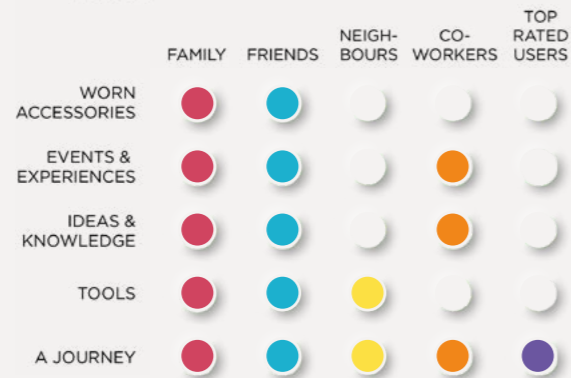 FAMILY
FRIENDS
NEIGH-
BOURS
CO-
WORKERS
TOP
RATED
USERS
WORN
ACCESSORIES
EVENTS &
EXPERIENCES
IDEAS &
KNOWLEDGE
TOOLS
A JOURNEY